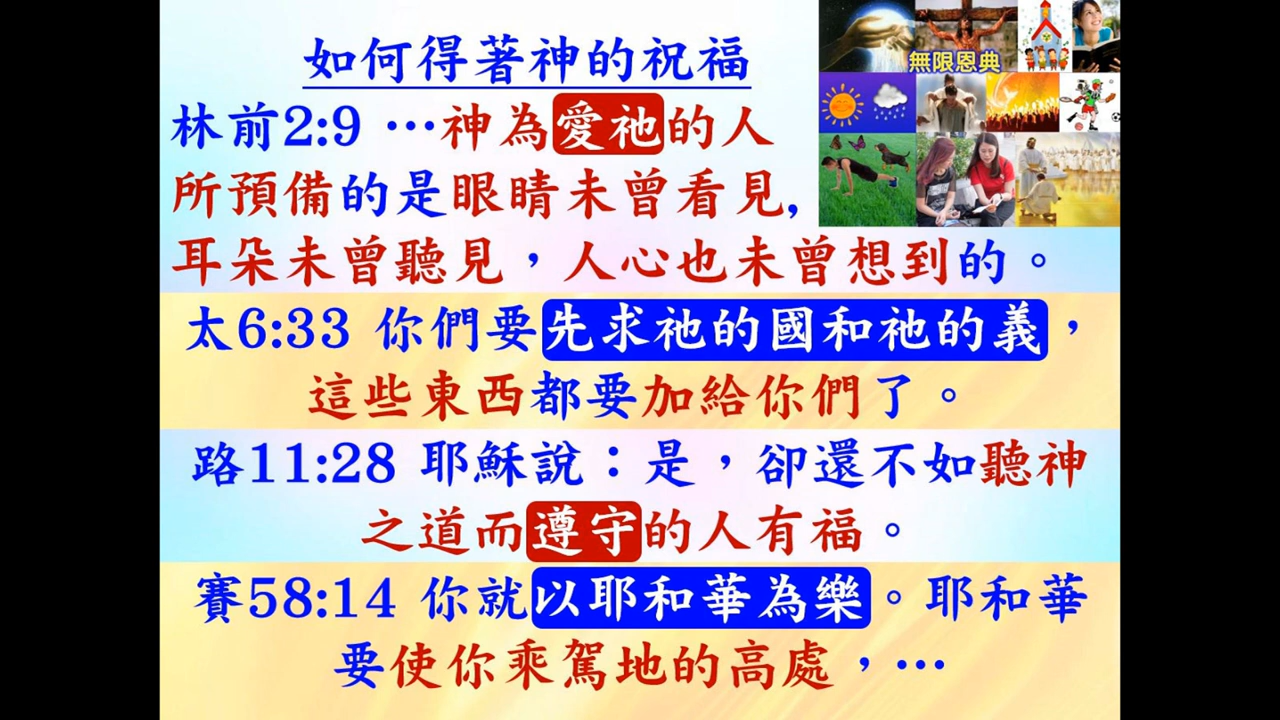 如何得著神的祝福
無限恩典
林前2:9 …神為愛祂的人
所預備的是眼睛未曾看見,
耳朵未曾聽見，人心也未曾想到的。
太6:33 你們要先求祂的國和祂的義，
這些東西都要加給你們了。
路11:28 耶穌說：是，卻還不如聽神
之道而遵守的人有福。
賽58:14 你就以耶和華為樂。耶和華
要使你乘駕地的高處，…